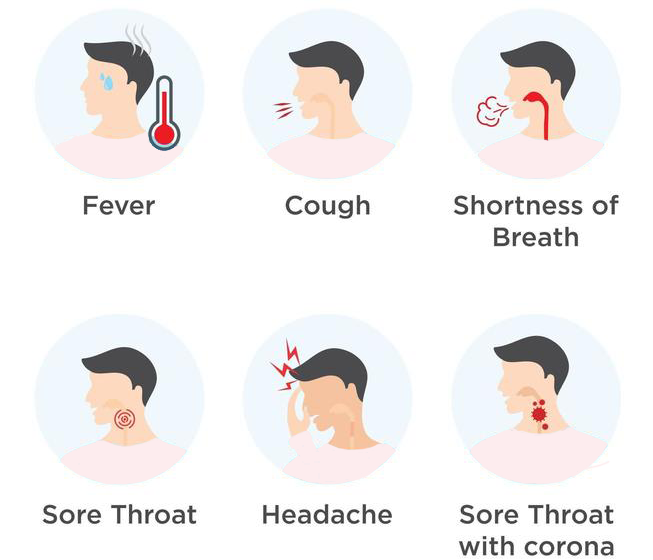 Fever
Cough
Shortness of
Breath
Sore Throat
Headache
Sore Throat
with corona